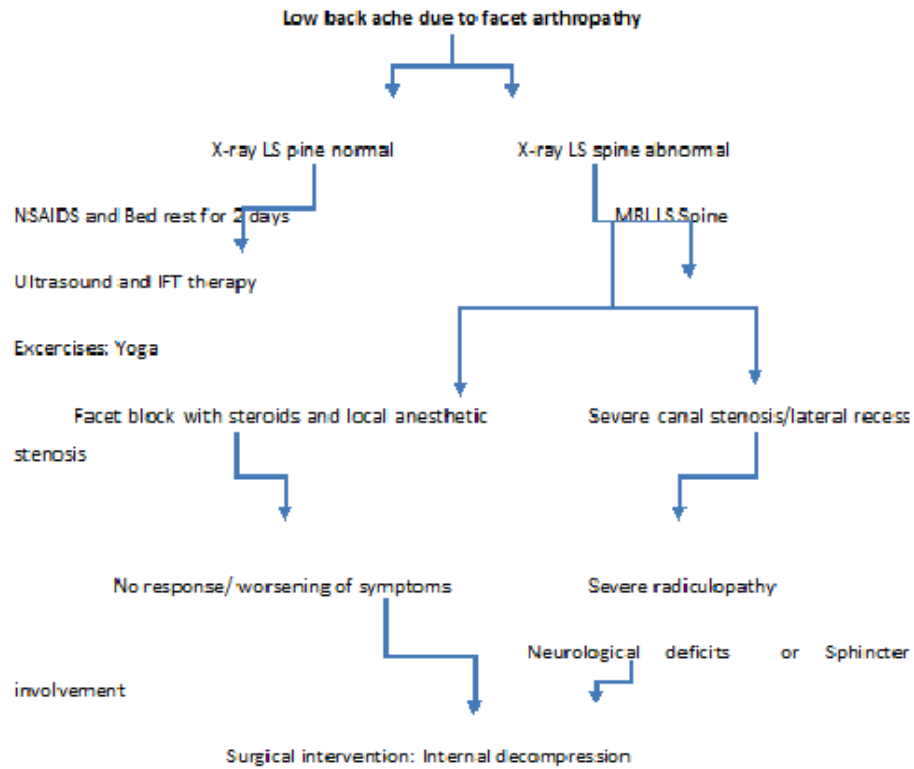 Low back ache due to facet arthropathy
X-ray LS pine normal X-ray LS spine abnormal
NSAIDS and Bed rest for 2 days MRI LS Spine
Ultrasound and IFT therapy
Excercises: Yoga
Facet block with steroids and local anesthetic Severe canal stenosis/lateral recess
stenosis
No response/ worsening of symptoms Severe radiculopathy
Neurological deficits or Sphincter
involvement
Surgical intervention: Internal decompression